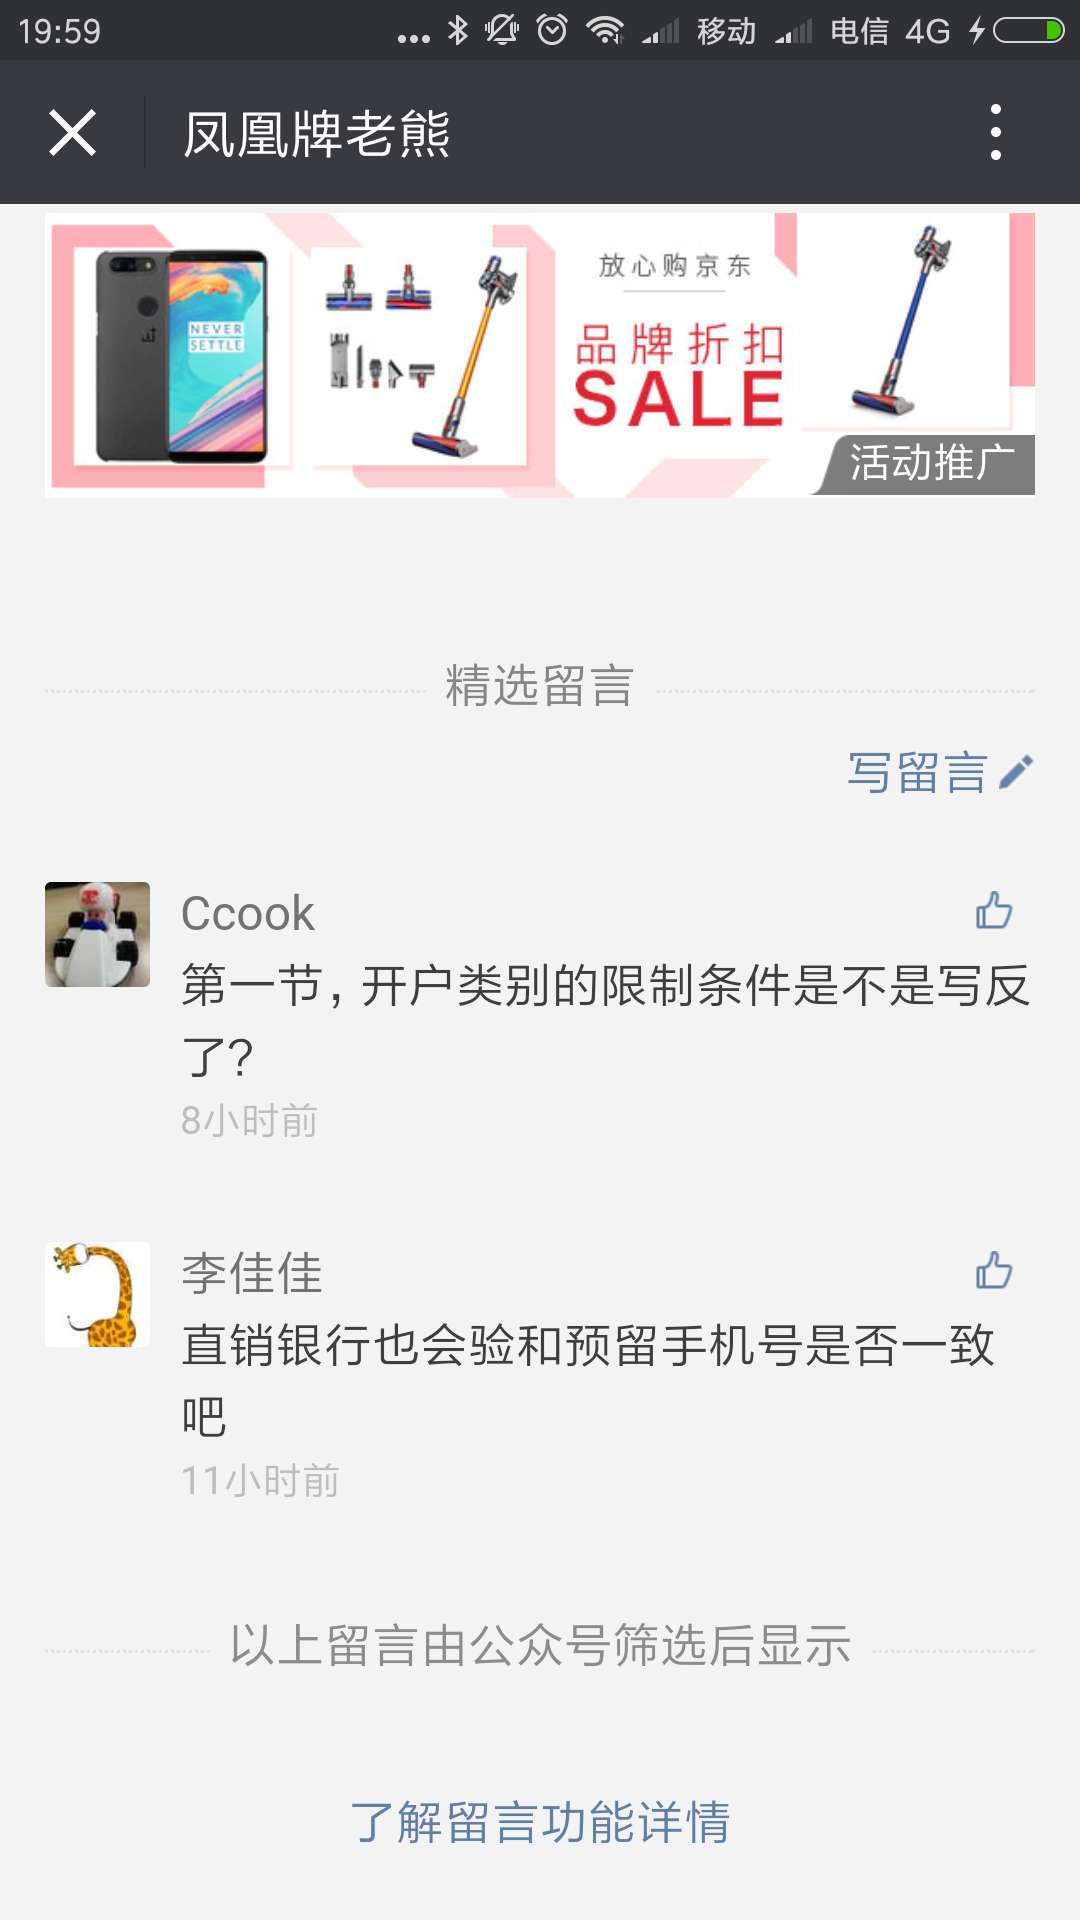 19:59 移动 电信 4G
凤凰牌老熊
NEVER
SETTLE
放心购京东
品牌折扣
SALE
活动推广
精选留言
写留言
Ccook
第一节，开户类别的限制条件是不是写反
了?
8小时前
李佳佳
直销银行也会验和预留手机号是否一致
吧
11小时前
以上留言由公众号筛选后显示
了解留言功能详情